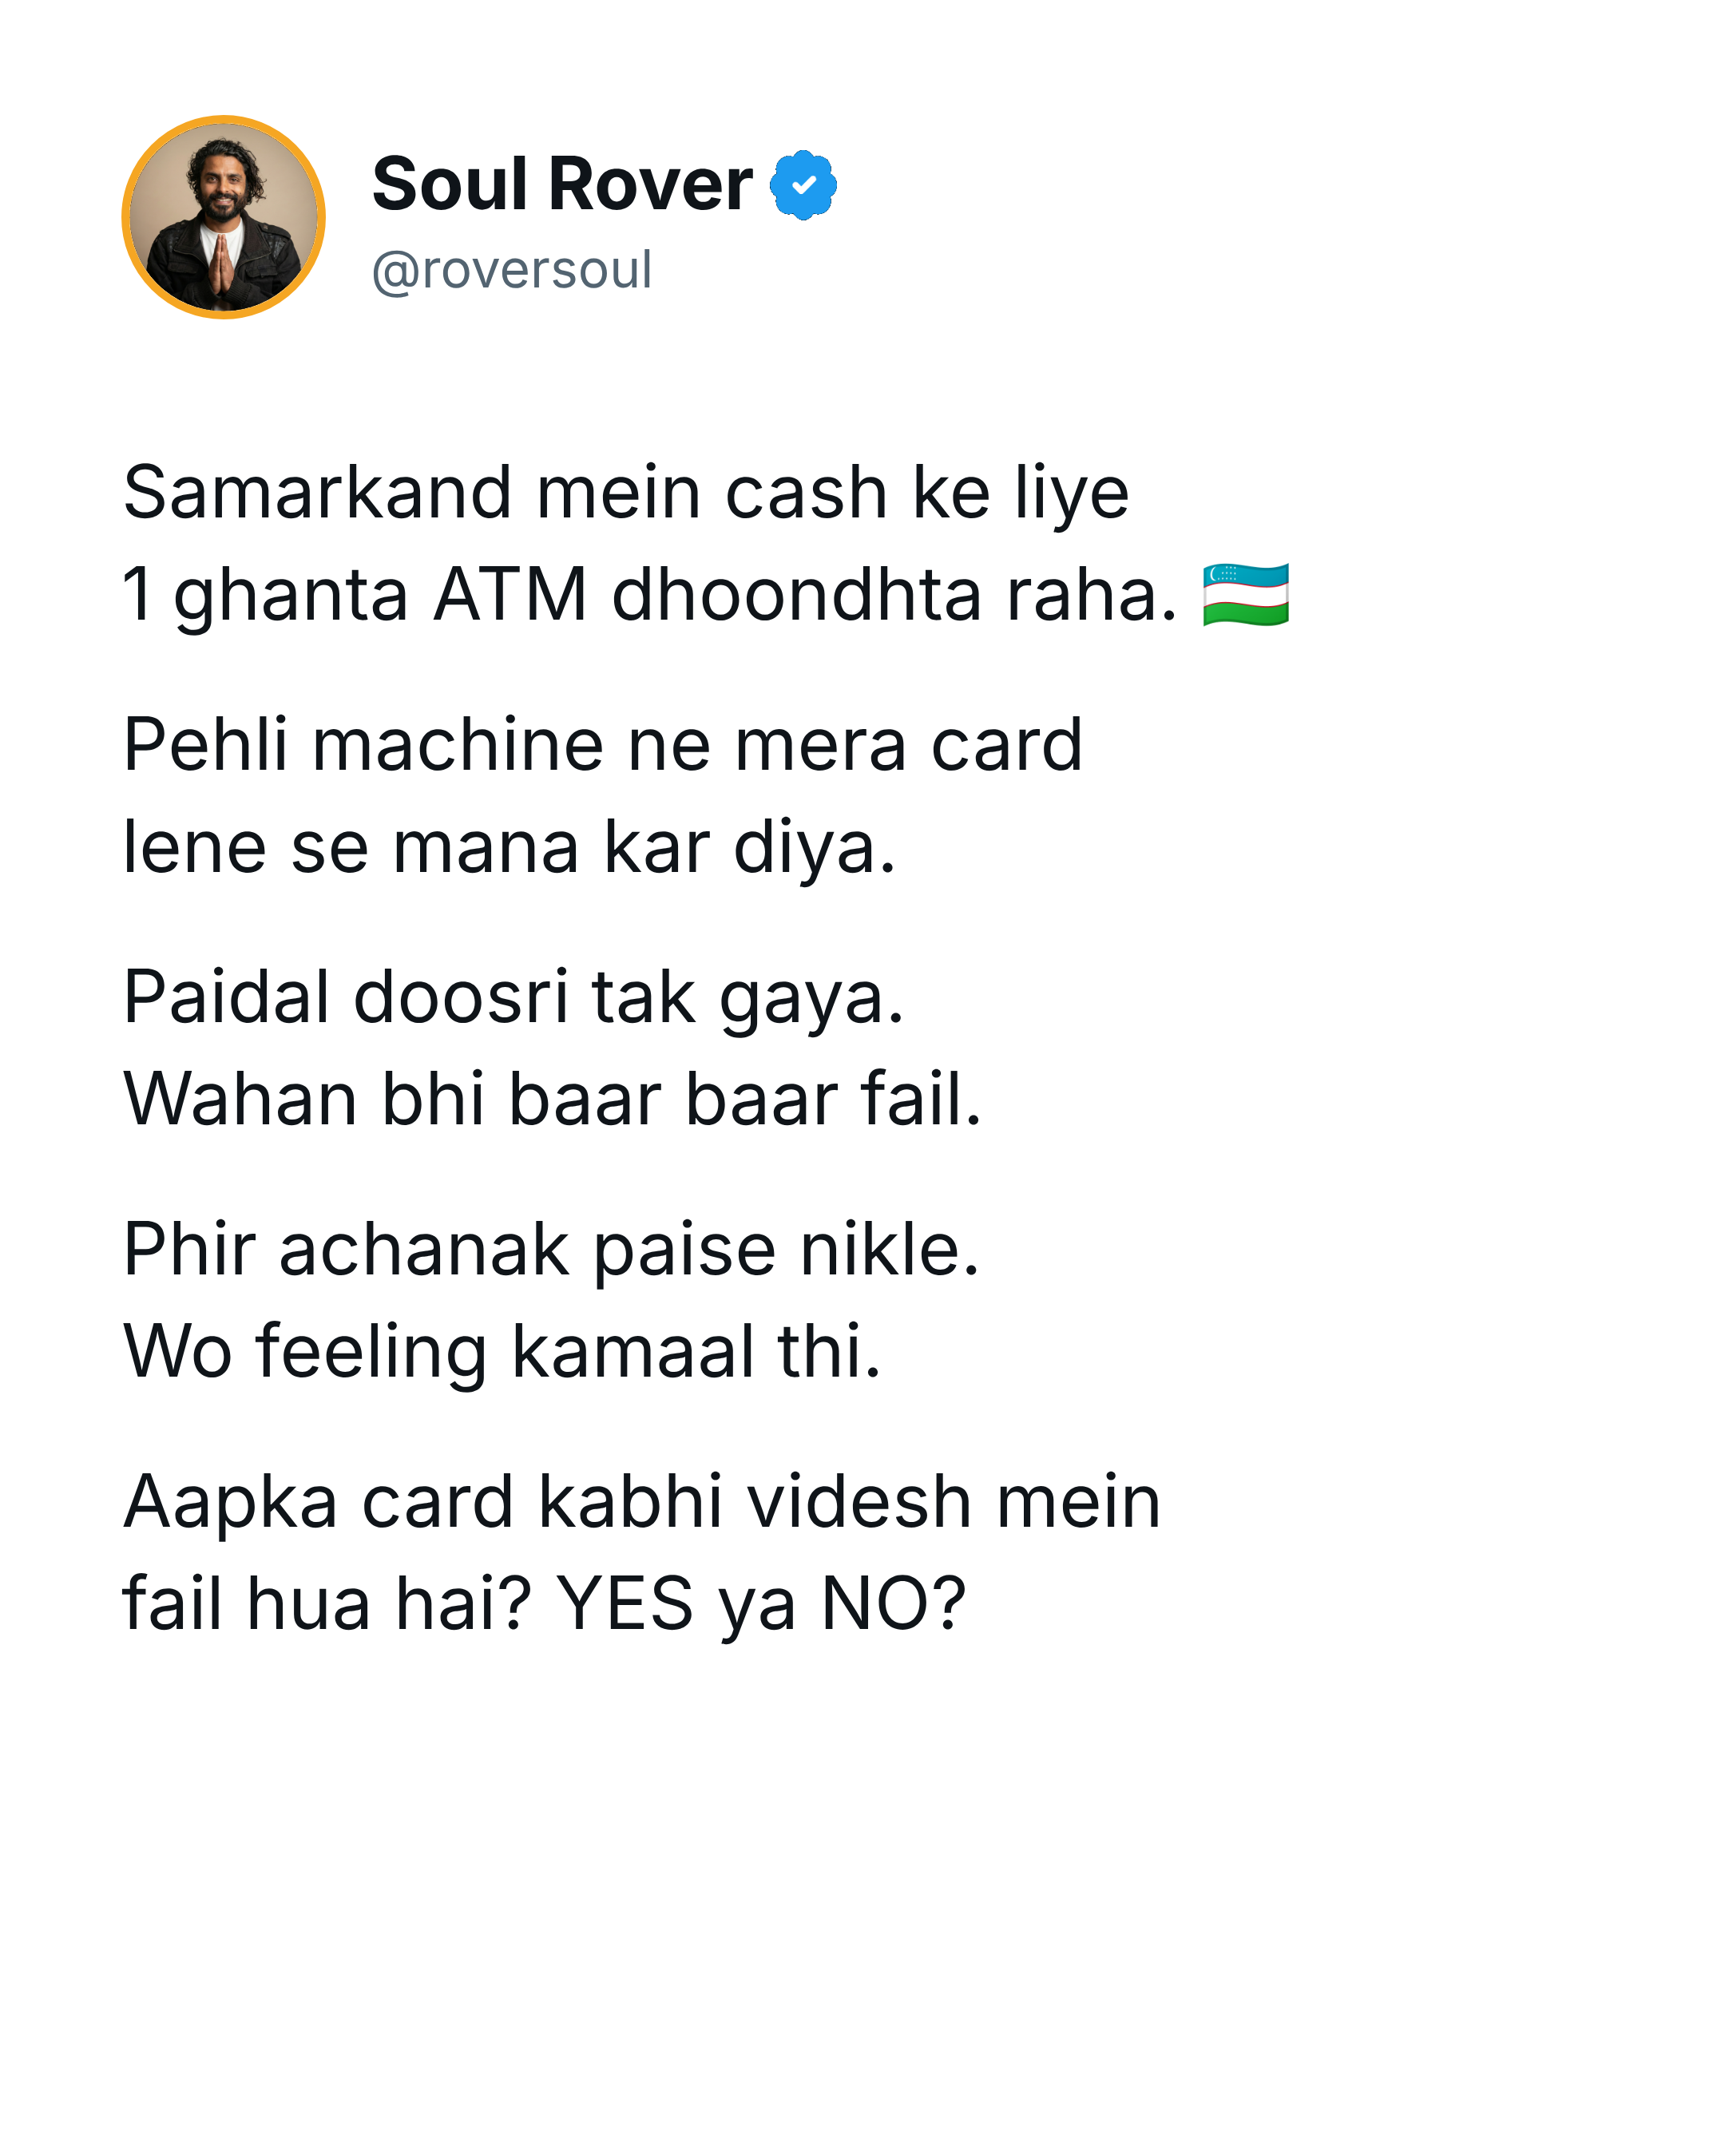 Soul Rover
@roversoul
Samarkand mein cash ke liye
1 ghanta ATM dhoondhta raha. 🇺🇿
Pehli machine ne mera card
lene se mana kar diya.
Paidal doosri tak gaya.
Wahan bhi baar baar fail.
Phir achanak paise nikle.
Wo feeling kamaal thi.
Aapka card kabhi videsh mein
fail hua hai? YES ya NO?